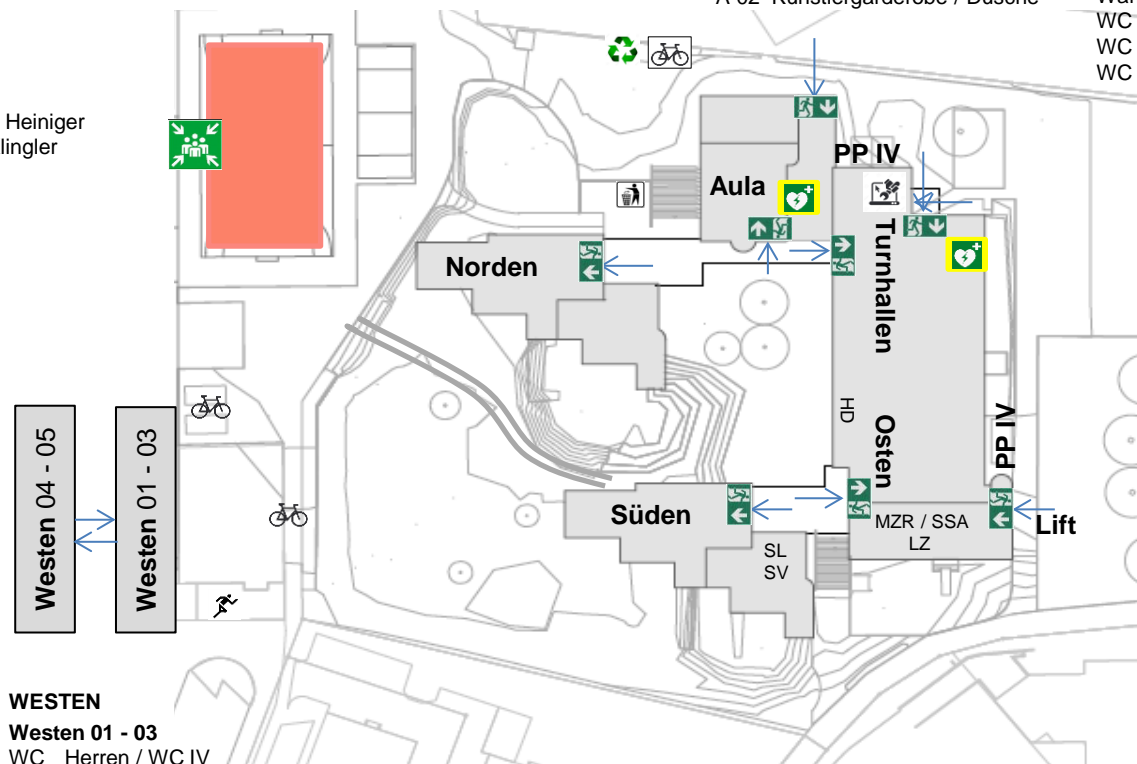 WC
WC
WC
Heiniger
PP IV
Aula
Turnhallen
Norden
HD
Osten
PP IV
Westen 04 - 05
Westen 01 - 03
Süden
MZR / SSA
LZ
Lift
SL
SV
WESTEN
Westen 01 - 03
WC Herren / WC IV